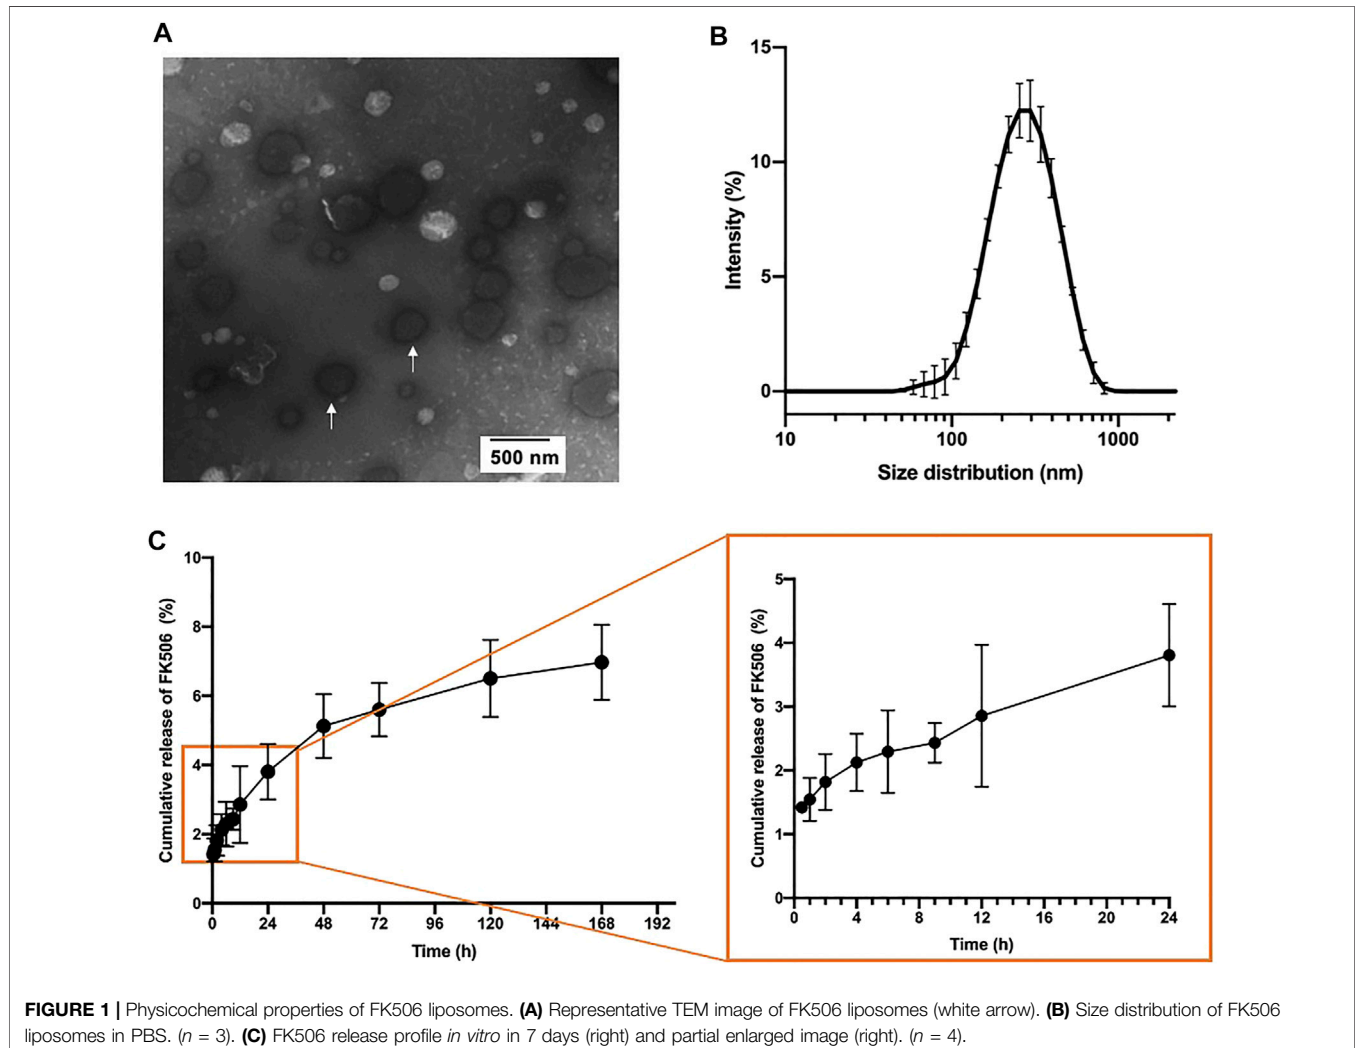 A
500 nm
B
15
10
5
0
Intensity (%)
10
100
1000
Size distribution (nm)
C
10
8
6
4
2
0
Cumulative release of FK506 (%)
0
24
48
72
96
120
144
168
192
Time (h)
5
4
3
2
1
0
Cumulative release of FK506 (%)
0
4
8
12
16
20
24
Time (h)
FIGURE 1 | Physicochemical properties of FK506 liposomes. (A) Representative TEM image of FK506 liposomes (white arrow). (B) Size distribution of FK506
liposomes in PBS. (n = 3). (C) FK506 release profile in vitro in 7 days (right) and partial enlarged image (right). (n = 4).